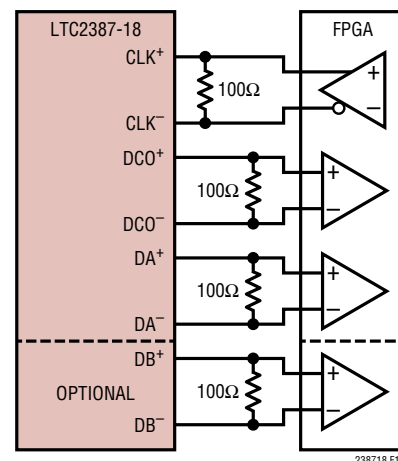 LTC2387-18
FPGA
CLK+
100Ω
+
CLK–
–
DCO+
+
100Ω
–
DCO–
DA+
+
100Ω
–
DA–
DB+
+
OPTIONAL
100Ω
–
DB–
238718 F1